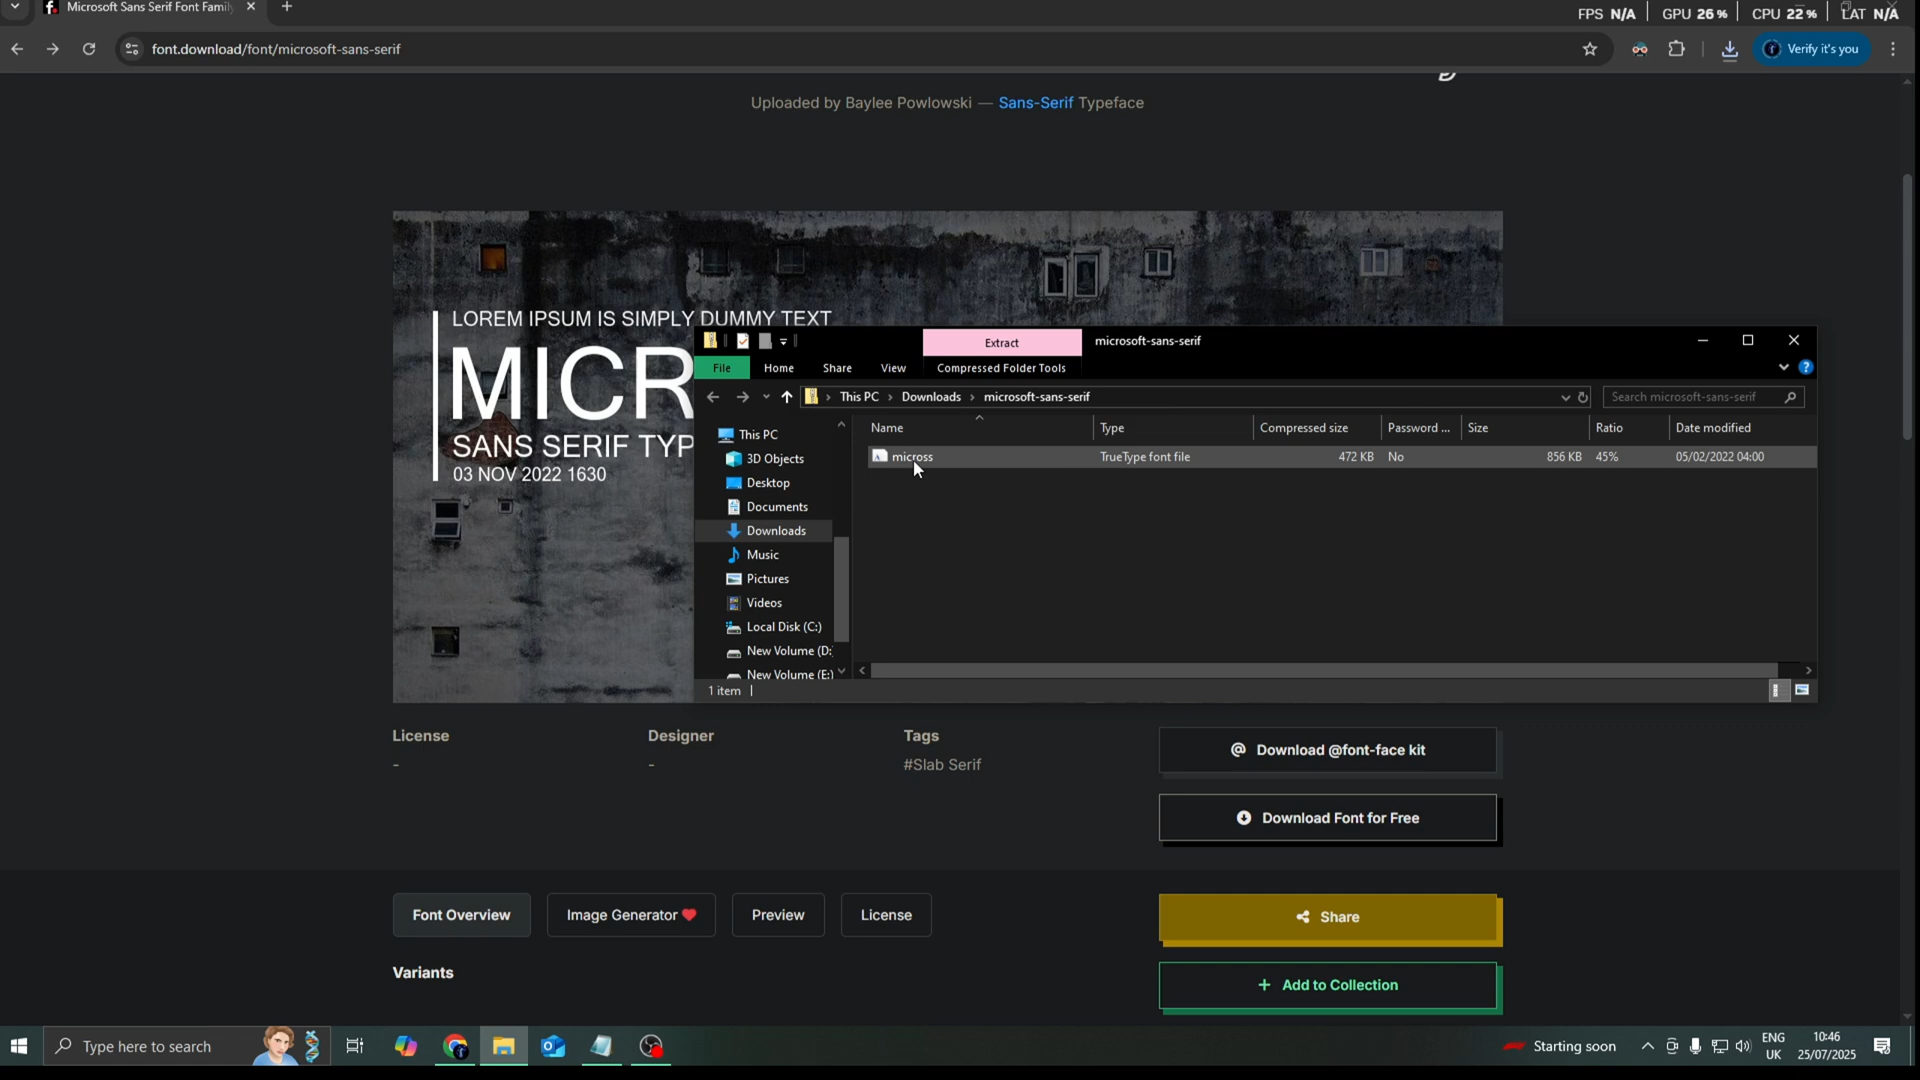 Microsoft Sans Serif Font Famil
FPS N/A
GPU 26 %
CPU 22 %
LAT N/A
font.download/font/microsoft-sans-serif
Verify it's you
Uploaded by Baylee Powlowski — Sans-Serif Typeface
LOREM IPSUM IS SIMPLY DUMMY TEXT
MICR
SANS SERIF TYP
03 NOV 2022 1630
Extract
microsoft-sans-serif
File
Home
Share
View
Compressed Folder Tools
This PC
Downloads
microsoft-sans-serif
Search microsoft-sans-serif
Name
Type
Compressed size
Password ...
Size
Ratio
Date modified
micross
TrueType font file
472 KB
No
856 KB
45%
05/02/2022 04:00
This PC
3D Objects
Desktop
Documents
Downloads
Music
Pictures
Videos
Local Disk (C:)
New Volume (D:
New Volume (E:)
1 item
License
Designer
Tags
-
-
#Slab Serif
@ Download @font-face kit
Download Font for Free
Font Overview
Image Generator
Preview
License
Share
Variants
+ Add to Collection
Type here to search
Starting soon
ENG
UK
10:46
25/07/2025